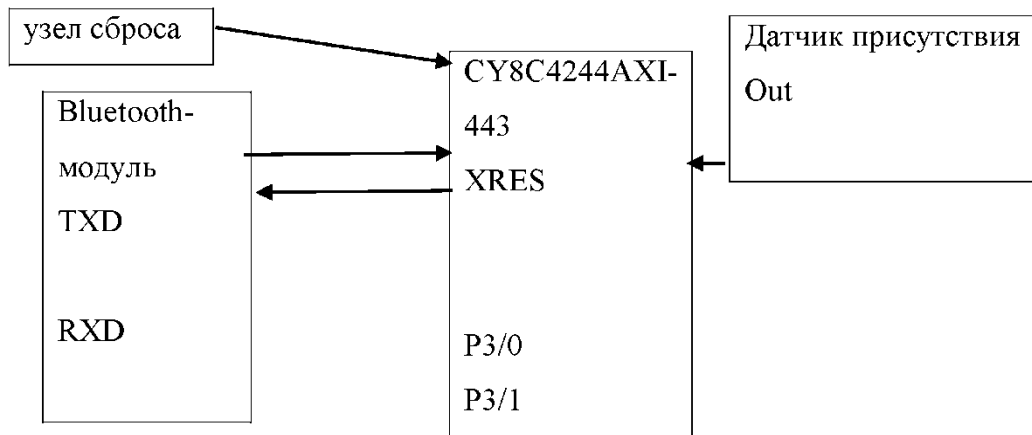 узел сброса
Bluetooth-
модуль
TXD
RXD
CY8C4244AXI-
443
XRES
P3/0
P3/1
Датчик присутствия
Out